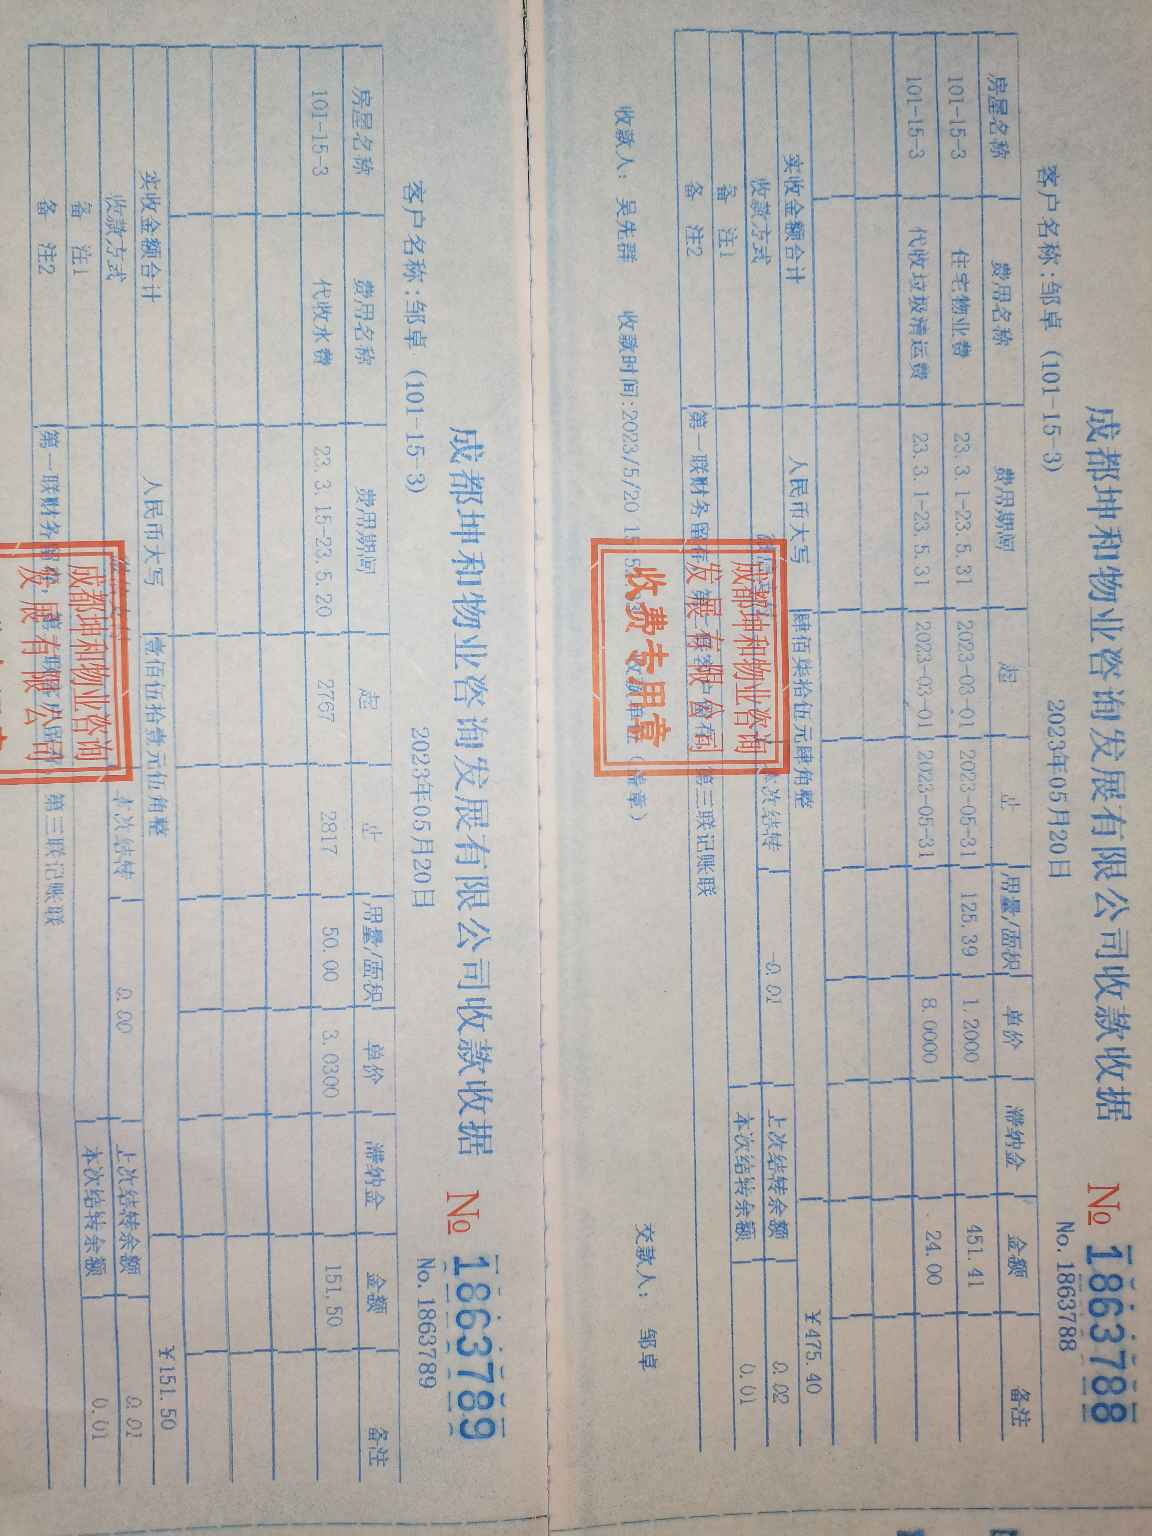 成都坤和物业咨询发展有限公司收款收据 № 1863788
客户名称:邹卓 (101-15-3) 2023年05月20日 No. 1863788
房屋名称 费用名称 费用期间 起 止 用量/面积 单价 滞纳金 金额 备注
101-15-3 住宅物业费 23.3.1-23.5.31 2023-03-01 2023-05-31 125.39 1.2000 451.41
101-15-3 代收垃圾清运费 23.3.1-23.5.31 2023-03-01 2023-05-31 8.0000 24.00
实收金额合计 人民币大写 肆佰柒拾伍元肆角整 ¥475.40
收款方式 本次结转 -0.01 上次结转余额 0.02
备 注1 本次结转余额 0.01
备 注2 第一联财务留存 第三联记账联
收款人: 吴先群 收款时间:2023/5/20 15 (盖章) 交款人: 邹卓
成都坤和物业咨询
发展有限公司
收费专用章
成都坤和物业咨询发展有限公司收款收据 № 1863789
客户名称:邹卓 (101-15-3) 2023年05月20日 No. 1863789
房屋名称 费用名称 费用期间 起 止 用量/面积 单价 滞纳金 金额 备注
101-15-3 代收水费 23.3.15-23.5.20 2767 2817 50.00 3.0300 151.50
实收金额合计 人民币大写 壹佰伍拾壹元伍角整 ¥151.50
收款方式 本次结转 0.00 上次结转余额 0.01
备 注1 本次结转余额 0.01
备 注2 第一联财务留存 第三联记账联
成都坤和物业咨询
发展有限公司